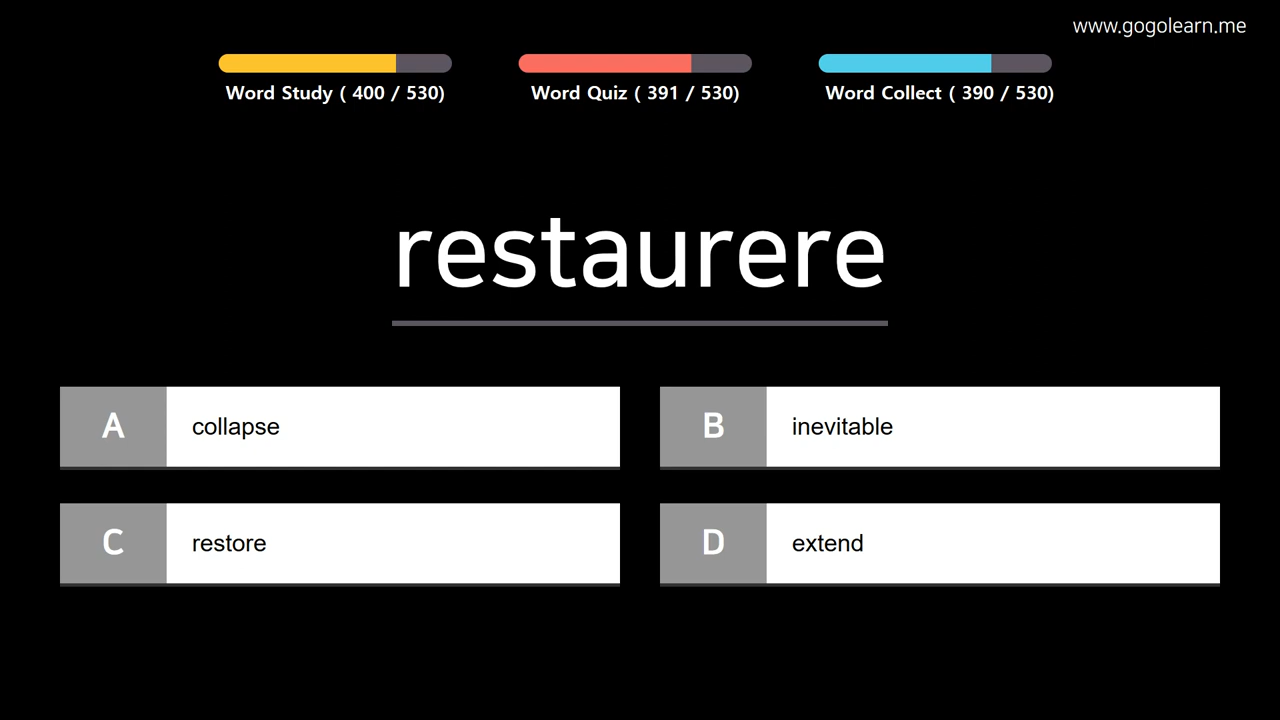 www.gogolearn.me
Word Study ( 400 / 530)
Word Quiz ( 391 / 530)
Word Collect ( 390 / 530)
restaurere
A collapse
B inevitable
C restore
D extend